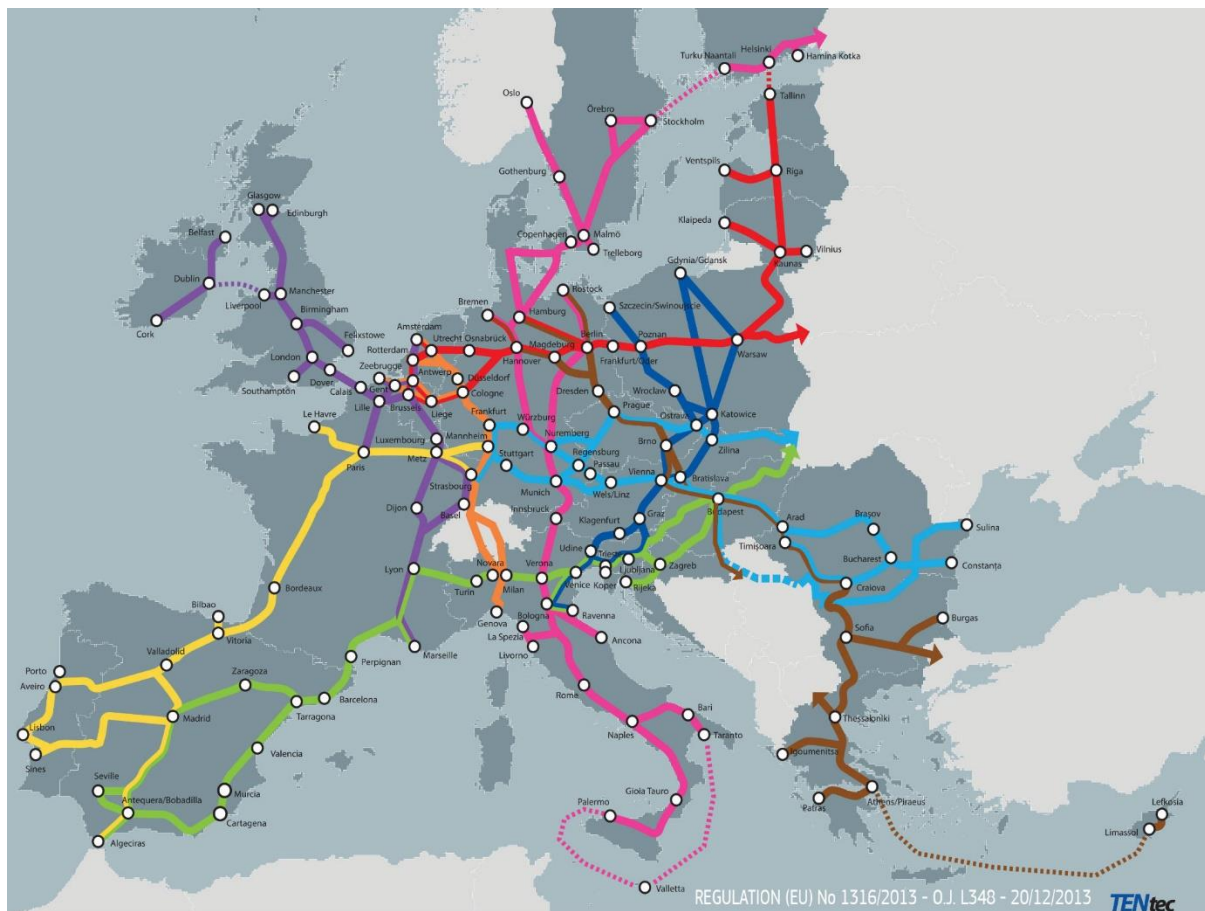 Turku Naantali
Helsinki
Hamina Kotka
Oslo
Örebro
Stockholm
Tallinn
Ventspils
Riga
Gothenburg
Glasgow
Edinburgh
Klaipeda
Belfast
Copenhagen
Malmö
Trelleborg
Kaunas
Vilnius
Gdynia/Gdansk
Dublin
Liverpool
Manchester
Rostock
Bremen
Szczecin/Swinoujscie
Cork
Birmingham
Felixstowe
Hamburg
Amsterdam
Utrecht
Osnabrück
Magdeburg
Berlin
Poznan
Warsaw
Rotterdam
Zeebrugge
London
Hannover
Frankfurt/Oder
Southampton
Dover
Calais
Gent
Antwerp
Düsseldorf
Cologne
Dresden
Wroclaw
Lille
Brussels
Liege
Le Havre
Frankfurt
Würzburg
Prague
Ostrava
Katowice
Luxembourg
Mannheim
Nuremberg
Brno
Zilina
Paris
Metz
Stuttgart
Regensburg
Passau
Strasbourg
Munich
Wels/Linz
Vienna
Bratislava
Dijon
Basel
Innsbruck
Klagenfurt
Graz
Budapest
Arad
Braşov
Sulina
Timişoara
Udine
Trieste
Bucharest
Constanţa
Lyon
Novara
Verona
Ljubljana
Zagreb
Turin
Milan
Venice
Koper
Rijeka
Craiova
Bordeaux
Bilbao
Genova
Bologna
Ravenna
Vitoria
La Spezia
Ancona
Sofia
Burgas
Marseille
Livorno
Porto
Valladolid
Zaragoza
Perpignan
Aveiro
Rome
Madrid
Barcelona
Bari
Thessaloniki
Lisbon
Tarragona
Naples
Taranto
Sines
Valencia
Igoumenitsa
Seville
Murcia
Gioia Tauro
Antequera/Bobadilla
Palermo
Patras
Athens/Piraeus
Lefkosia
Cartagena
Limassol
Algeciras
Valletta
REGULATION (EU) No 1316/2013 - O.J. L348 - 20/12/2013
TENtec